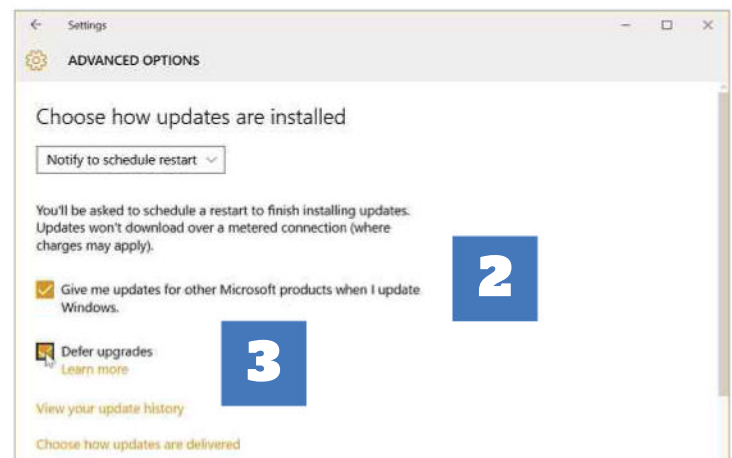 Settings
ADVANCED OPTIONS
Choose how updates are installed
Notify to schedule restart
You'll be asked to schedule a restart to finish installing updates.
Updates won't download over a metered connection (where
charges may apply).
2
Give me updates for other Microsoft products when I update
Windows.
3
Defer upgrades
Learn more
View your update history
Choose how updates are delivered